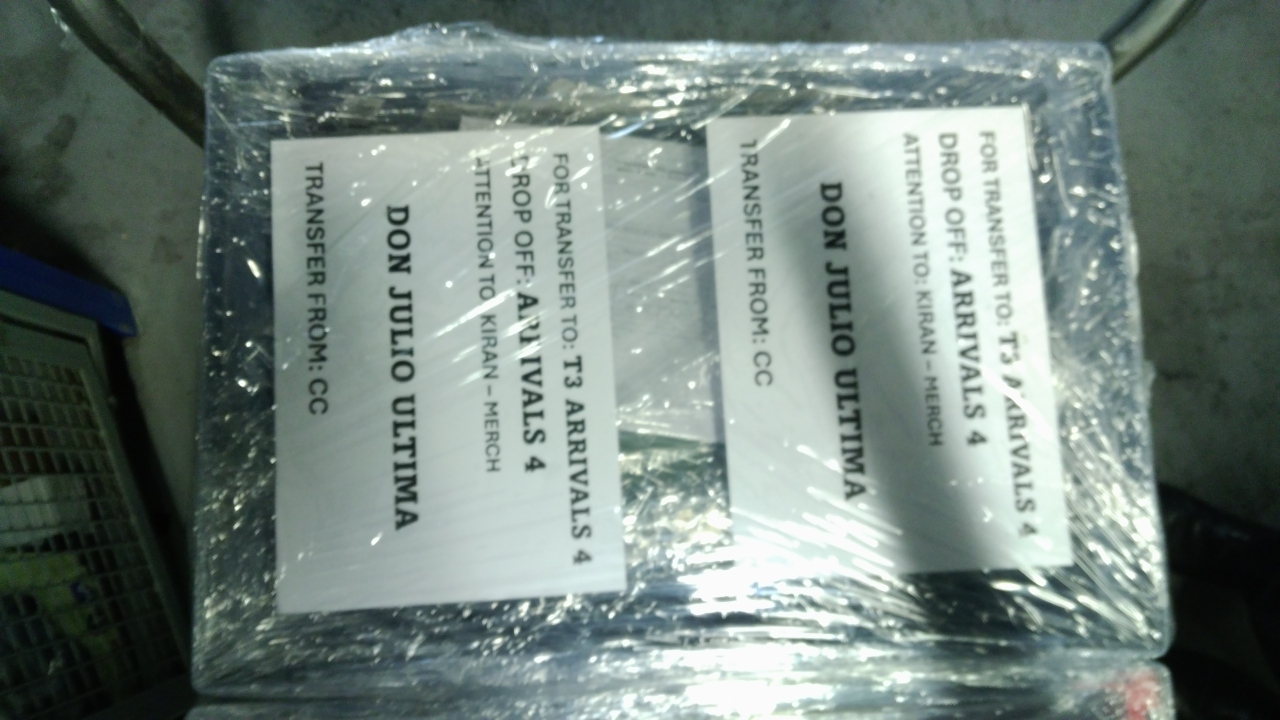 FOR TRANSFER TO: T3 ARRIVALS 4
DROP OFF: ARRIVALS 4
ATTENTION TO: KIRAN – MERCH
DON JULIO ULTIMA
TRANSFER FROM: CC
FOR TRANSFER TO: T3 ARRIVALS 4
DROP OFF: ARRIVALS 4
ATTENTION TO: KIRAN – MERCH
DON JULIO ULTIMA
TRANSFER FROM: CC